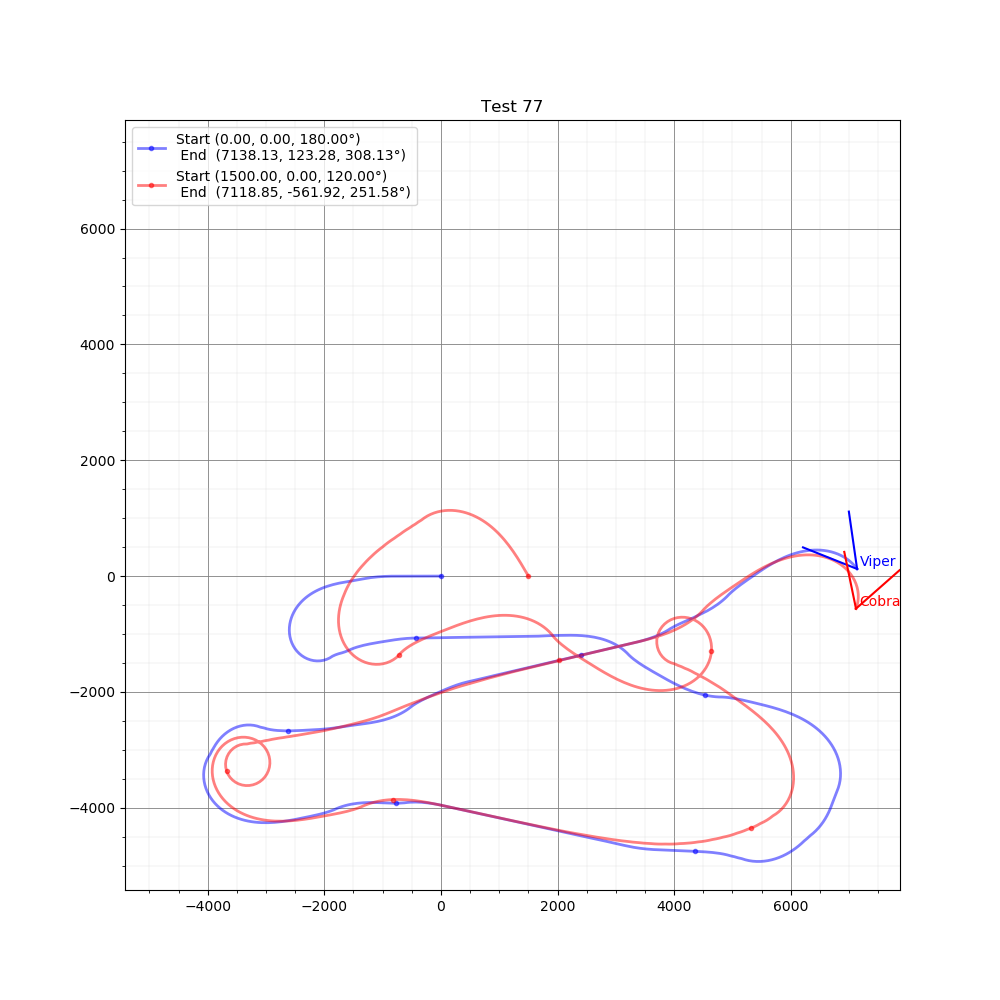 Test 77
Start (0.00, 0.00, 180.00°)
End (7138.13, 123.28, 308.13°)
Start (1500.00, 0.00, 120.00°)
End (7118.85, -561.92, 251.58°)
6000
4000
2000
0
−2000
−4000
Viper
Cobra
−4000
−2000
0
2000
4000
6000